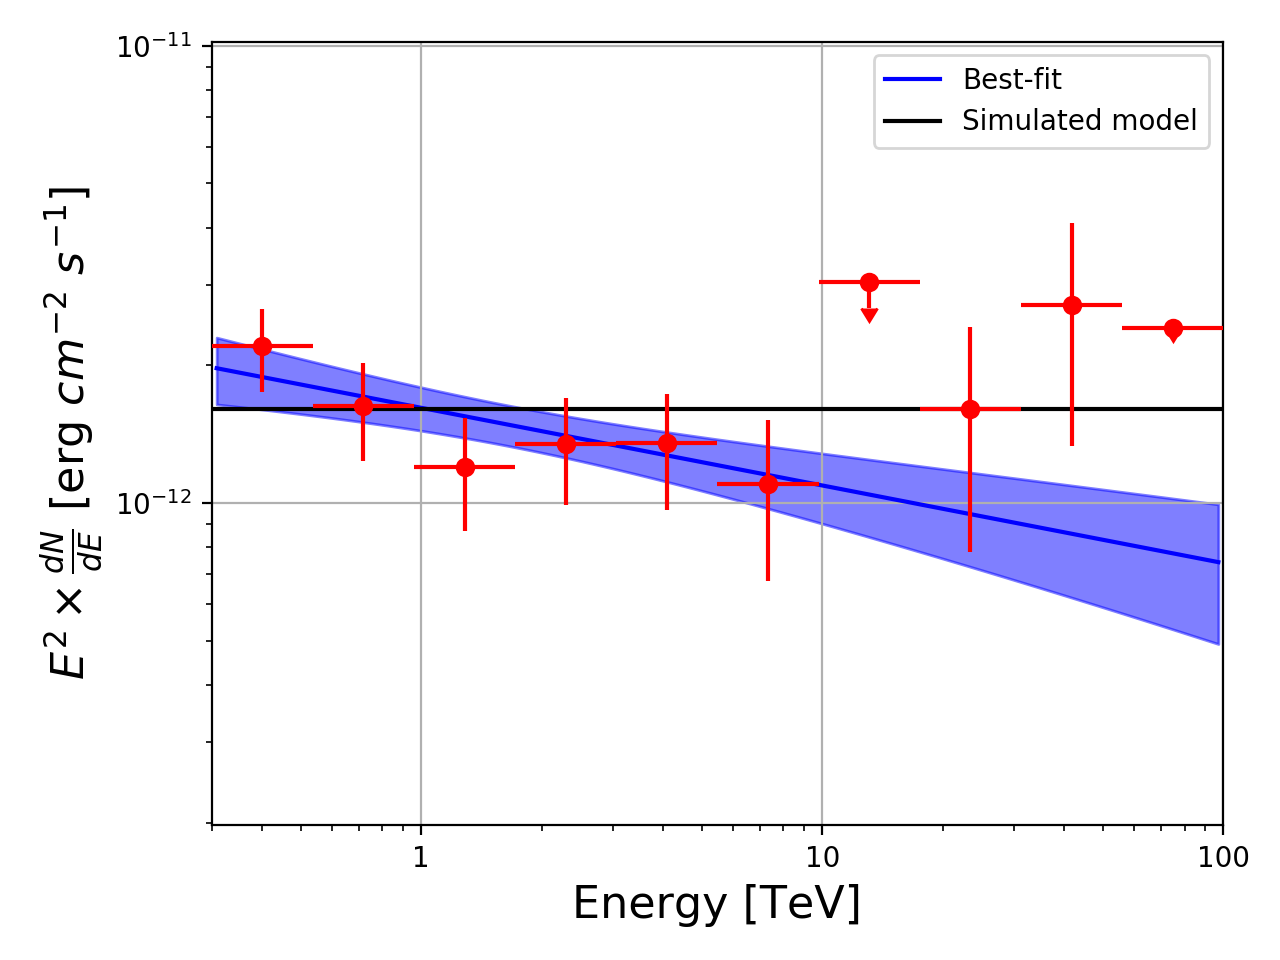 10⁻¹¹
Best-fit
Simulated model
E² × dN/dE [erg cm⁻² s⁻¹]
10⁻¹²
1
10
100
Energy [TeV]